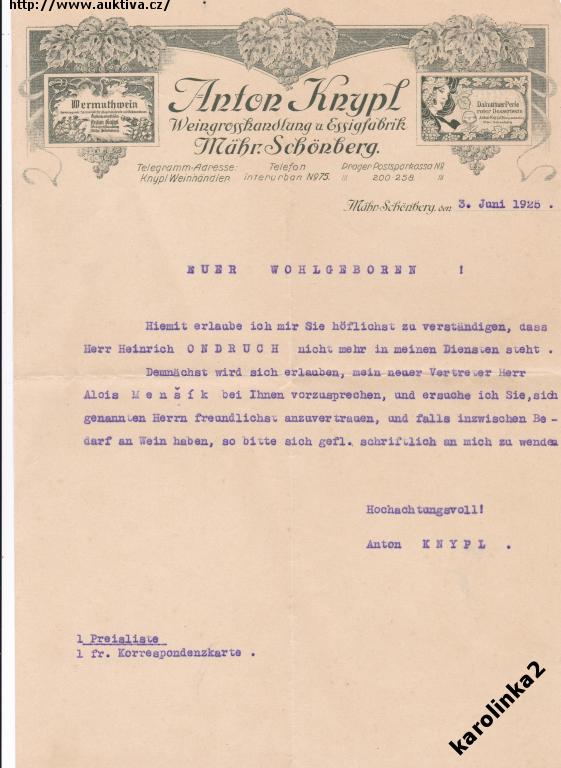 http://www.auktiva.cz/
Wermuthwein
Dalmatiner Perle
Anton Knypl
Weingrosshandlung u Essigfabrik
Mähr. Schönberg.
Telegramm-Adresse: Telefon Prager Postsparkassa №
Knypl Weinhändler. interurban №75. 200·258.
Mähr. Schönberg, den 3. Juni 1925 .
EUER WOHLGEBOREN !
Hiemit erlaube ich mir Sie höflichst zu verständigen, dass
Herr Heinrich ONDRUCH nicht mehr in meinen Diensten steht .
Demnächst wird sich erlauben, mein neuer Vertreter Herr
Alois Menšík bei Ihnen vorzusprechen, und ersuche ich Sie, sich
genannten Herrn freundlichst anzuvertrauen, und falls inzwischen Be-
darf an Wein haben, so bitte sich gefl. schriftlich an mich zu wenden
Hochachtungsvoll!
Anton KNYPL .
1 Preisliste
1 fr. Korrespondenzkarte .
karolinka2